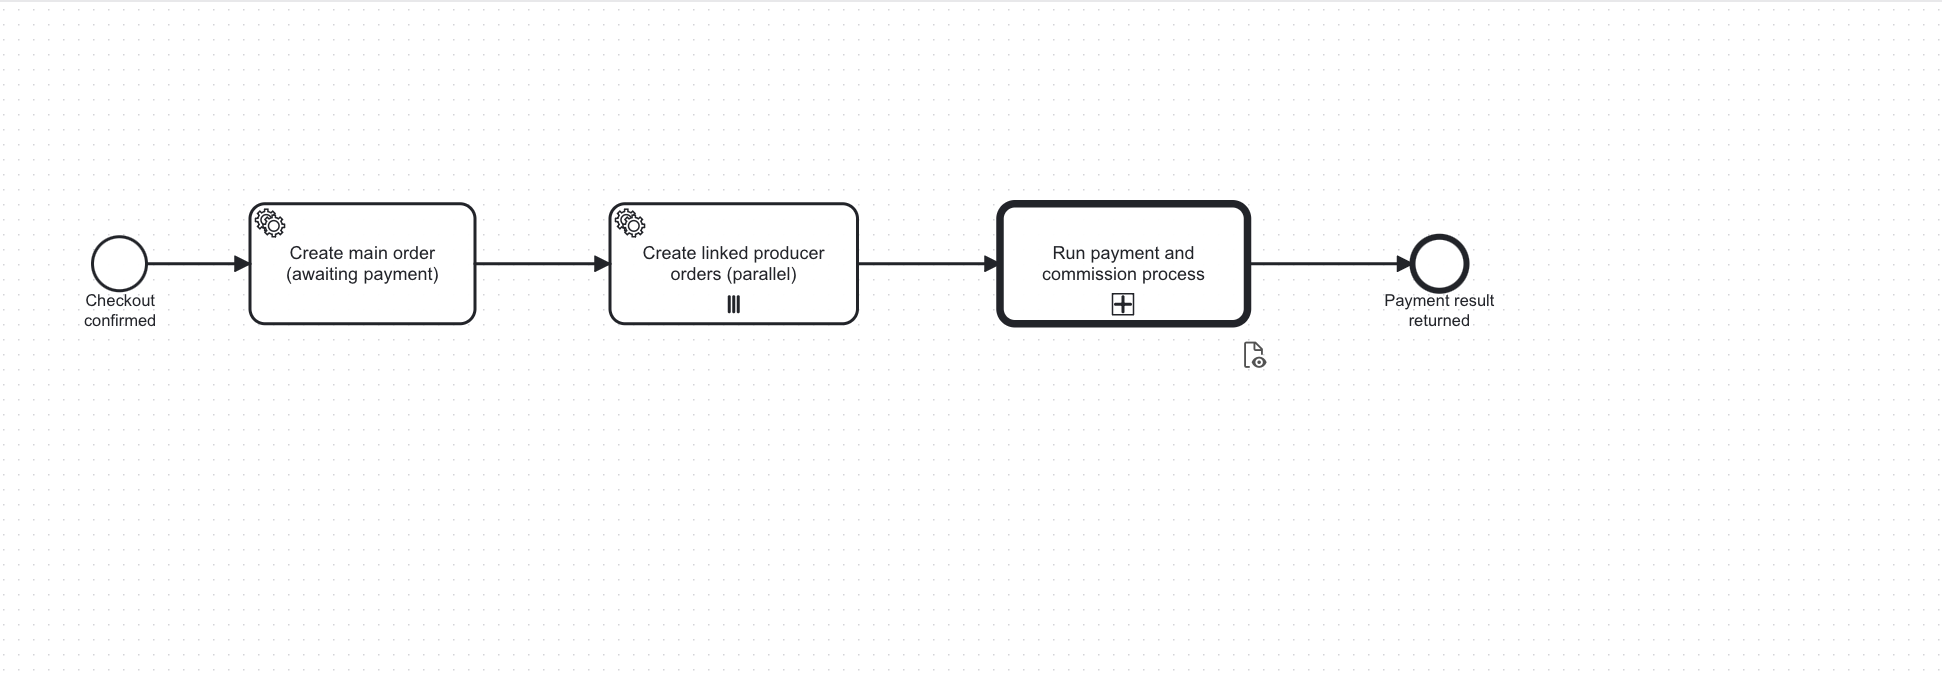 Checkout
confirmed
Create main order
(awaiting payment)
Create linked producer
orders (parallel)
Run payment and
commission process
Payment result
returned